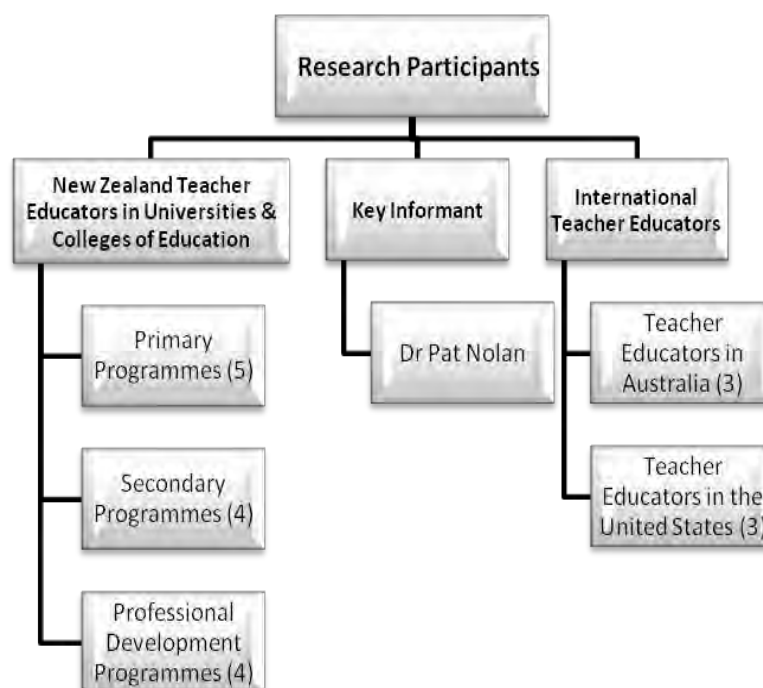 Research Participants
New Zealand Teacher
Educators in Universities &
Colleges of Education
Primary
Programmes (5)
Secondary
Programmes (4)
Professional
Development
Programmes (4)
Key Informant
Dr Pat Nolan
International
Teacher Educators
Teacher
Educators in
Australia (3)
Teacher
Educators in the
United States (3)